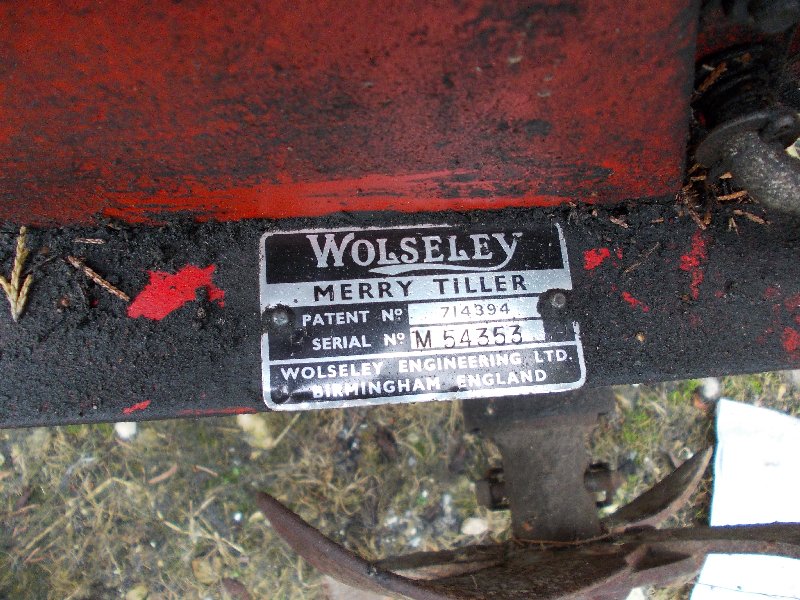 WOLSELEY
MERRY TILLER
PATENT Nº 714394
SERIAL Nº M 54353
WOLSELEY ENGINEERING LTD.
BIRMINGHAM ENGLAND